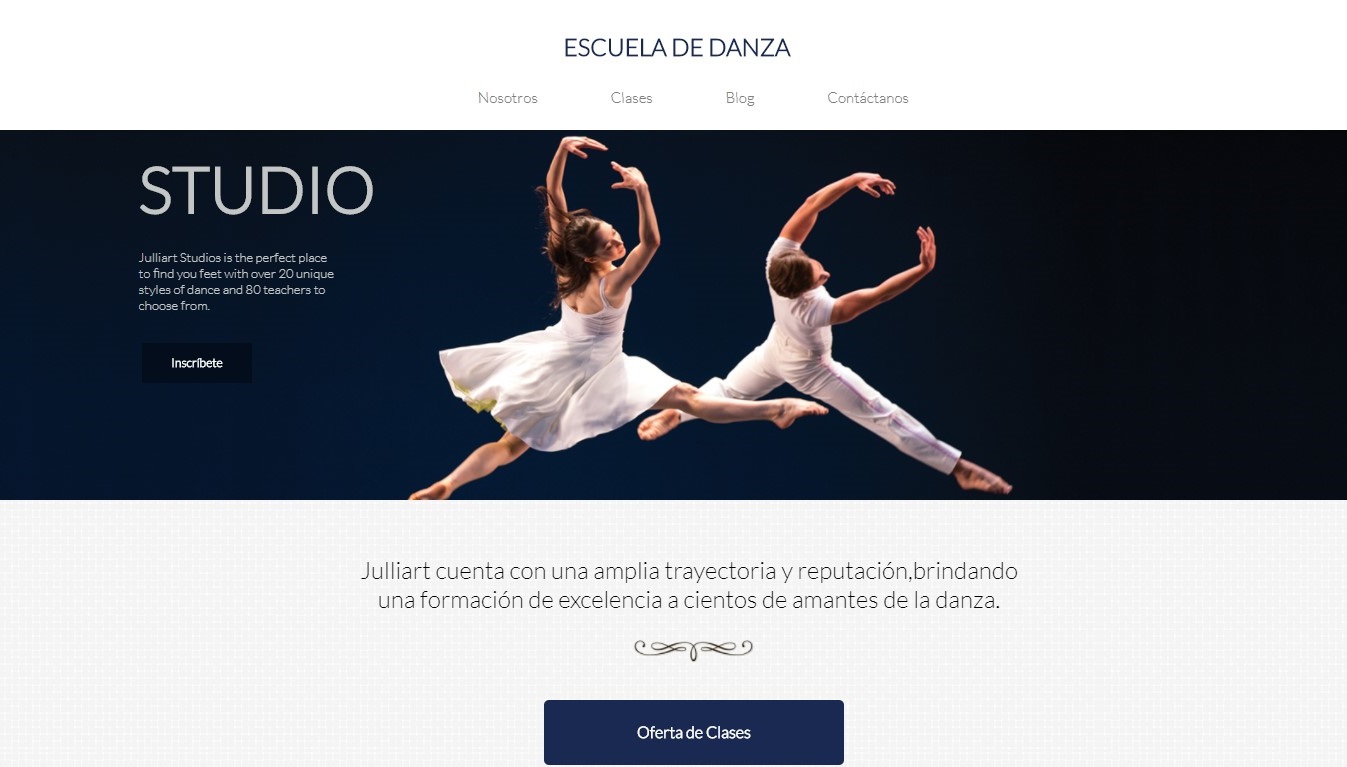 ESCUELA DE DANZA
Nosotros Clases Blog Contáctanos
STUDIO
Julliart Studios is the perfect place
to find you feet with over 20 unique
styles of dance and 80 teachers to
choose from.
Inscríbete
Julliart cuenta con una amplia trayectoria y reputación,brindando
una formación de excelencia a cientos de amantes de la danza.
Oferta de Clases